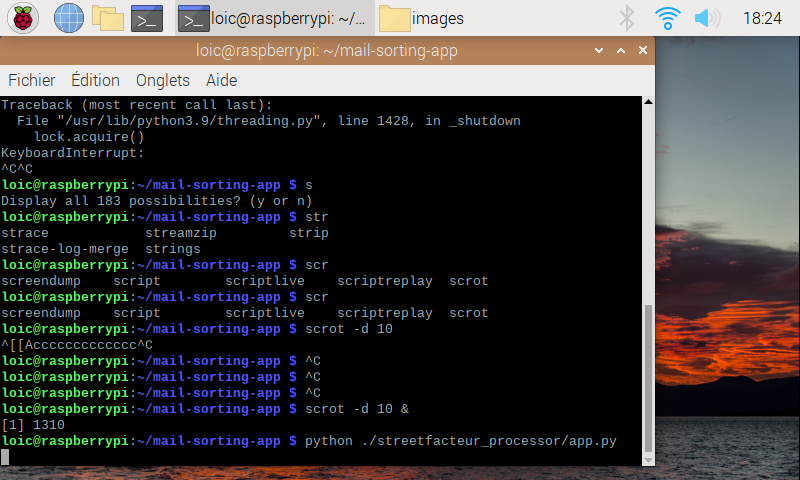 loic@raspberrypi: ~/...
images
18:24
loic@raspberrypi: ~/mail-sorting-app
Fichier Édition Onglets Aide
Traceback (most recent call last):
  File "/usr/lib/python3.9/threading.py", line 1428, in _shutdown
    lock.acquire()
KeyboardInterrupt:
^C^C
loic@raspberrypi:~/mail-sorting-app $ s
Display all 183 possibilities? (y or n)
loic@raspberrypi:~/mail-sorting-app $ str
strace            streamzip         strip
strace-log-merge  strings
loic@raspberrypi:~/mail-sorting-app $ scr
screendump    script        scriptlive    scriptreplay  scrot
loic@raspberrypi:~/mail-sorting-app $ scr
screendump    script        scriptlive    scriptreplay  scrot
loic@raspberrypi:~/mail-sorting-app $ scrot -d 10
^[[Accccccccccccc^C
loic@raspberrypi:~/mail-sorting-app $ ^C
loic@raspberrypi:~/mail-sorting-app $ ^C
loic@raspberrypi:~/mail-sorting-app $ ^C
loic@raspberrypi:~/mail-sorting-app $ scrot -d 10 &
[1] 1310
loic@raspberrypi:~/mail-sorting-app $ python ./streetfacteur_processor/app.py